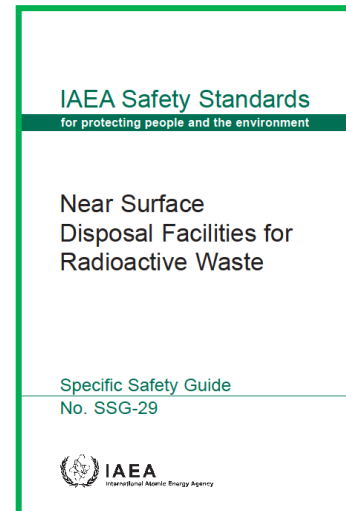 IAEA Safety Standards
for protecting people and the environment
Near Surface
Disposal Facilities for
Radioactive Waste
Specific Safety Guide
No. SSG-29
IAEA
International Atomic Energy Agency